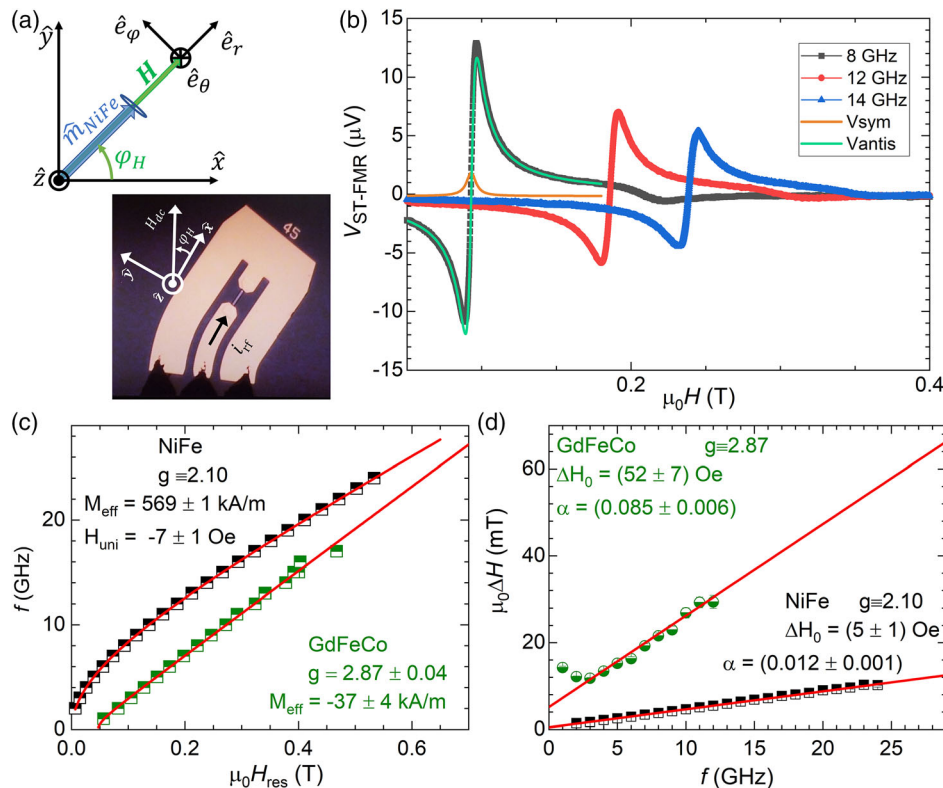 (a)
ŷ
ê_φ
ê_r
H
ê_θ
m̂_NiFe
φ_H
x̂
ẑ
45
H_dc
φ_H
x̂
ŷ
ẑ
i_rf
(b)
15
10
5
0
-5
-10
-15
V_ST-FMR (μV)
8 GHz
12 GHz
14 GHz
Vsym
Vantis
0.2
0.4
μ₀H (T)
(c)
NiFe
g ≡2.10
M_eff = 569 ± 1 kA/m
H_uni = -7 ± 1 Oe
GdFeCo
g = 2.87 ± 0.04
M_eff = -37 ± 4 kA/m
20
10
0
f (GHz)
0.0
0.2
0.4
0.6
μ₀H_res (T)
(d)
GdFeCo g≡2.87
ΔH₀ = (52 ± 7) Oe
α = (0.085 ± 0.006)
NiFe g≡2.10
ΔH₀ = (5 ± 1) Oe
α = (0.012 ± 0.001)
60
40
20
0
μ₀ΔH (mT)
0
5
10
15
20
25
f (GHz)